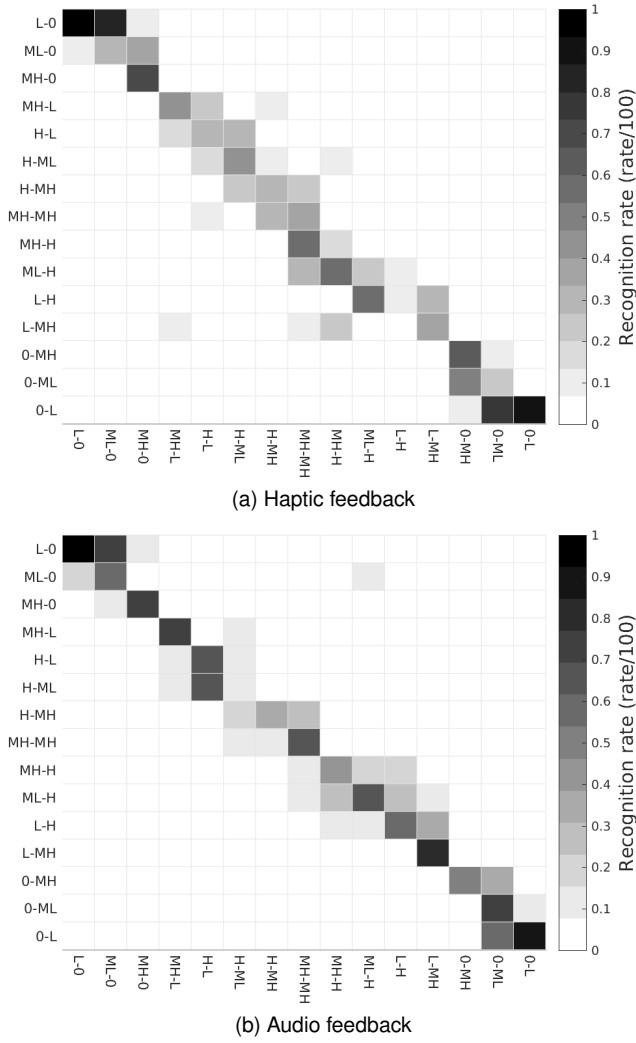 L-0
ML-0
MH-0
MH-L
H-L
H-ML
H-MH
MH-MH
MH-H
ML-H
L-H
L-MH
0-MH
0-ML
0-L
L-0 ML-0 MH-0 MH-L H-L H-ML H-MH MH-MH MH-H ML-H L-H L-MH 0-MH 0-ML 0-L
1
0.9
0.8
0.7
0.6
0.5
0.4
0.3
0.2
0.1
0
Recognition rate (rate/100)
(a) Haptic feedback
L-0
ML-0
MH-0
MH-L
H-L
H-ML
H-MH
MH-MH
MH-H
ML-H
L-H
L-MH
0-MH
0-ML
0-L
L-0 ML-0 MH-0 MH-L H-L H-ML H-MH MH-MH MH-H ML-H L-H L-MH 0-MH 0-ML 0-L
1
0.9
0.8
0.7
0.6
0.5
0.4
0.3
0.2
0.1
0
Recognition rate (rate/100)
(b) Audio feedback